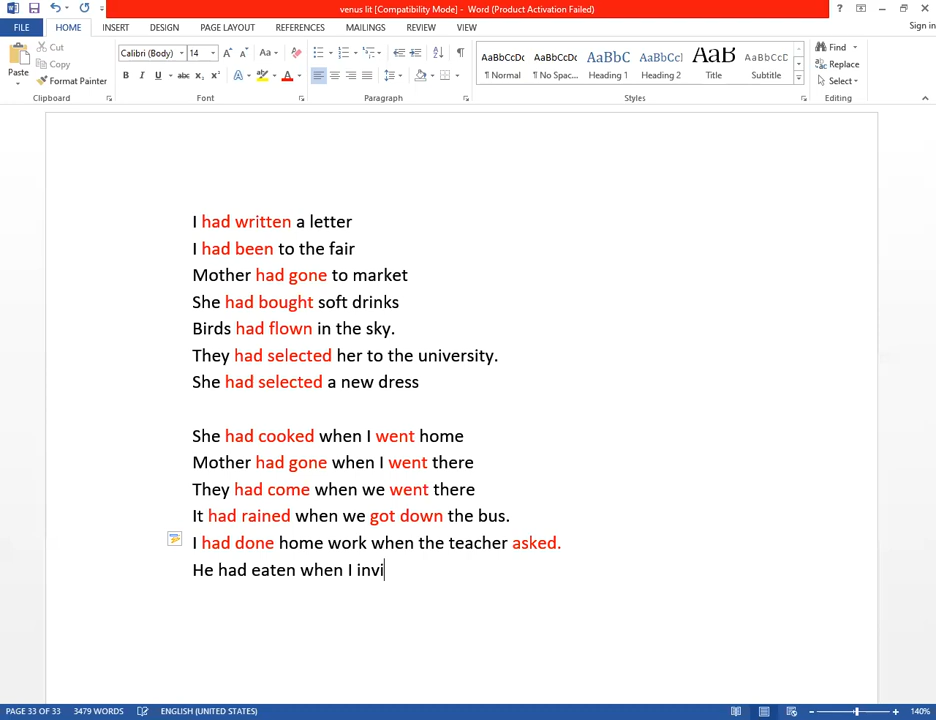 venus lit [Compatibility Mode] - Word (Product Activation Failed)
Sign in
FILE HOME INSERT DESIGN PAGE LAYOUT REFERENCES MAILINGS REVIEW VIEW
Paste
Cut
Copy
Format Painter
Calibri (Body) 14
AaBbCcDc AaBbCcDc AaBbC AaBbCc AaB AaBbCcD
¶ Normal ¶ No Spac... Heading 1 Heading 2 Title Subtitle
Find
Replace
Select
Clipboard Font Paragraph Styles Editing
I had written a letter
I had been to the fair
Mother had gone to market
She had bought soft drinks
Birds had flown in the sky.
They had selected her to the university.
She had selected a new dress
She had cooked when I went home
Mother had gone when I went there
They had come when we went there
It had rained when we got down the bus.
I had done home work when the teacher asked.
He had eaten when I invi
PAGE 33 OF 33 3479 WORDS ENGLISH (UNITED STATES) 140%